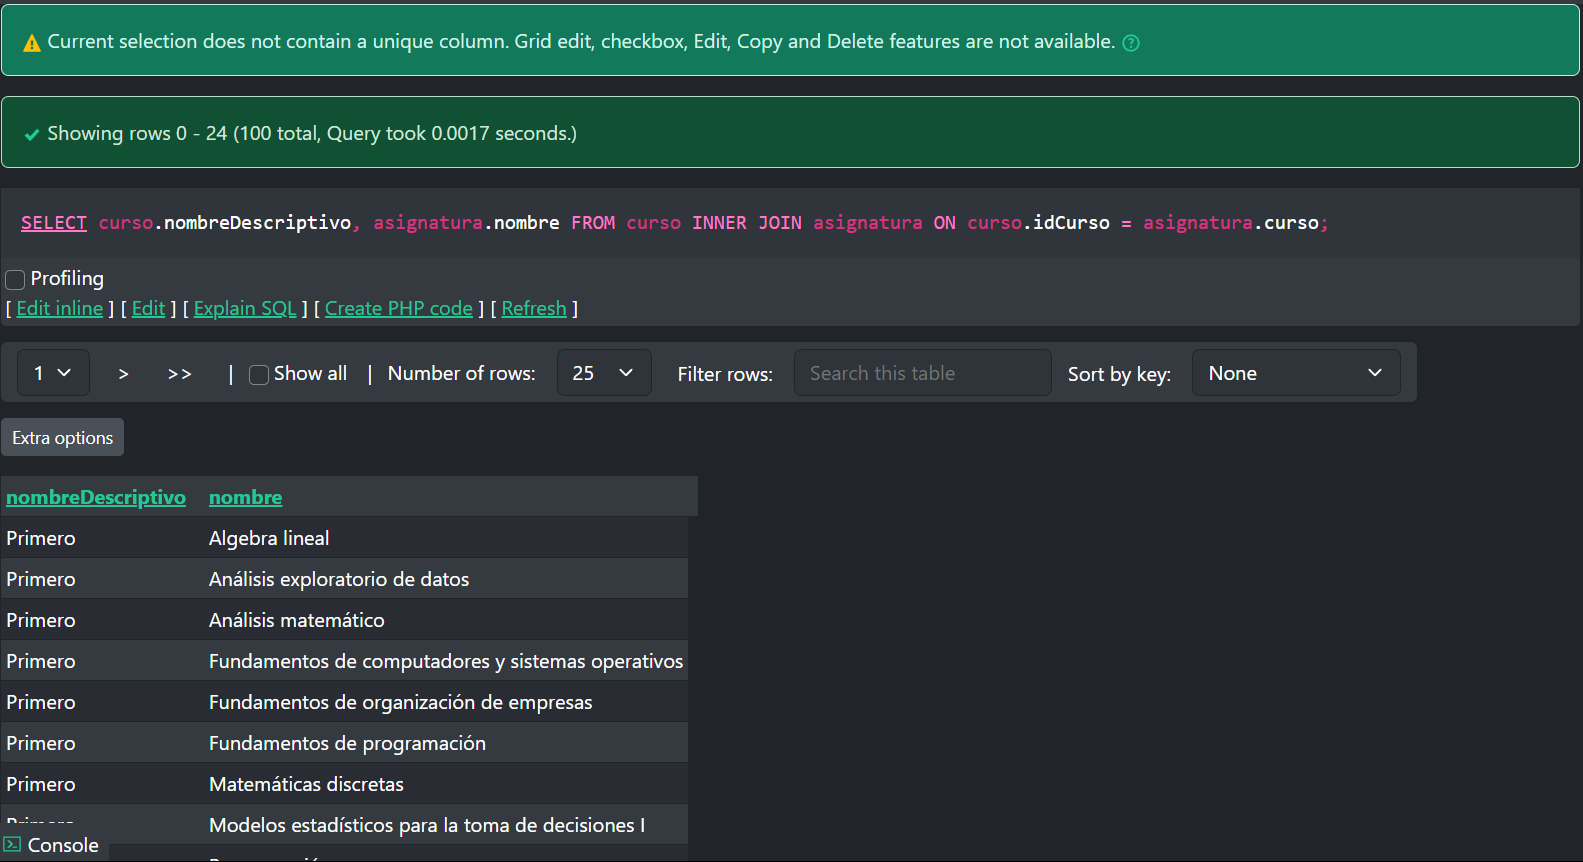 Current selection does not contain a unique column. Grid edit, checkbox, Edit, Copy and Delete features are not available.
Showing rows 0 - 24 (100 total, Query took 0.0017 seconds.)
SELECT curso.nombreDescriptivo, asignatura.nombre FROM curso INNER JOIN asignatura ON curso.idCurso = asignatura.curso;
Profiling
[ Edit inline ] [ Edit ] [ Explain SQL ] [ Create PHP code ] [ Refresh ]
1 > >> | Show all | Number of rows: 25 Filter rows: Search this table Sort by key: None
Extra options
nombreDescriptivo nombre
Primero Algebra lineal
Primero Análisis exploratorio de datos
Primero Análisis matemático
Primero Fundamentos de computadores y sistemas operativos
Primero Fundamentos de organización de empresas
Primero Fundamentos de programación
Primero Matemáticas discretas
Modelos estadísticos para la toma de decisiones I
Console